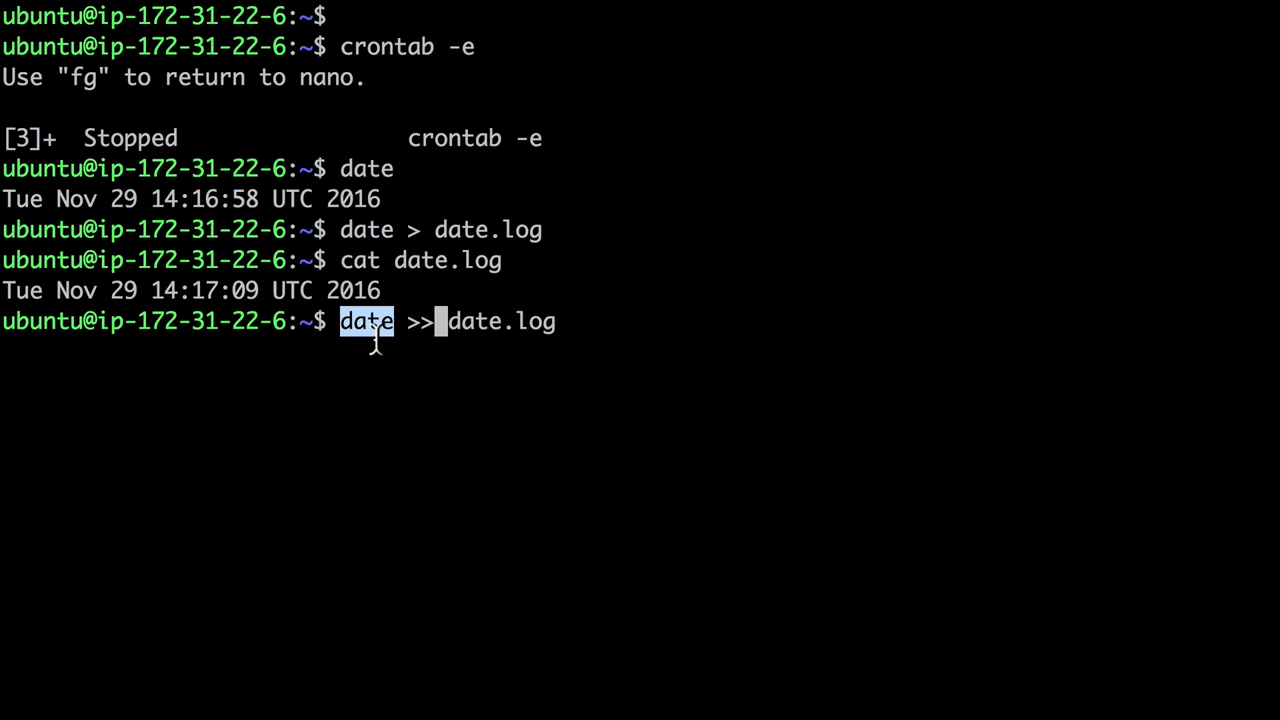 ubuntu@ip-172-31-22-6:~$
ubuntu@ip-172-31-22-6:~$ crontab -e
Use "fg" to return to nano.
[3]+  Stopped                 crontab -e
ubuntu@ip-172-31-22-6:~$ date
Tue Nov 29 14:16:58 UTC 2016
ubuntu@ip-172-31-22-6:~$ date > date.log
ubuntu@ip-172-31-22-6:~$ cat date.log
Tue Nov 29 14:17:09 UTC 2016
ubuntu@ip-172-31-22-6:~$ date >> date.log